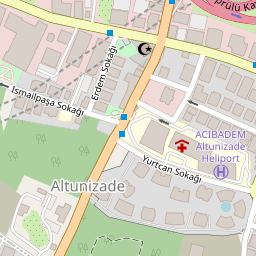 prülü Ka
Erdem Sokağı
İsmailpaşa Sokağı
ACIBADEM
Altunizade
Heliport
H
Yurtcan Sokağı
Altunizade